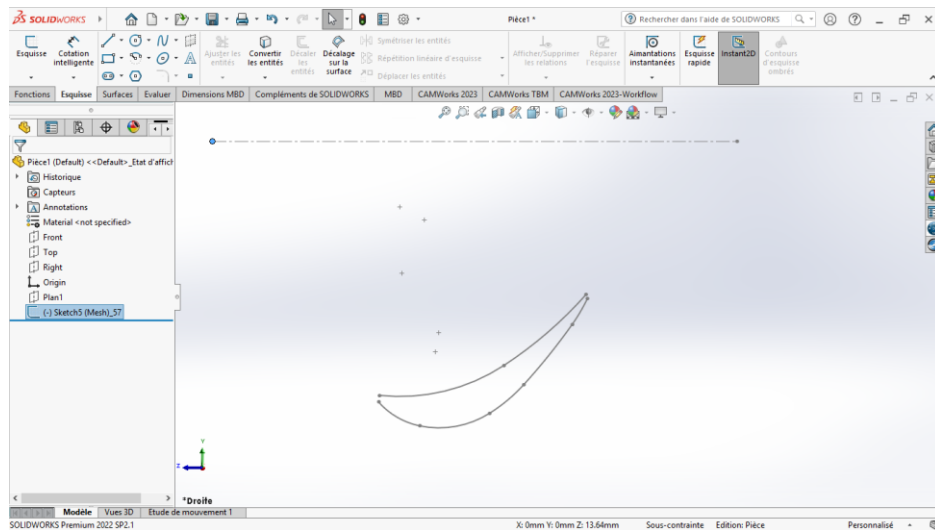 SOLIDWORKS
Pièce1 *
Rechercher dans l'aide de SOLIDWORKS
Esquisse
Cotation intelligente
Ajuster les entités
Convertir les entités
Décaler les entités
Décalage sur la surface
Symétriser les entités
Répétition linéaire d'esquisse
Déplacer les entités
Afficher/Supprimer les relations
Réparer l'esquisse
Aimantations instantanées
Esquisse rapide
Instant2D
Contours d'esquisse ombrés
Fonctions Esquisse Surfaces Evaluer Dimensions MBD Compléments de SOLIDWORKS MBD CAMWorks 2023 CAMWorks TBM CAMWorks 2023-Workflow
Pièce1 (Default) <<Default>_Etat d'affich
Historique
Capteurs
Annotations
Material <not specified>
Front
Top
Right
Origin
Plan1
(-) Sketch5 (Mesh)_57
Y
Z
*Droite
Modèle Vues 3D Etude de mouvement 1
SOLIDWORKS Premium 2022 SP2.1
X: 0mm Y: 0mm Z: 13.64mm Sous-contrainte Edition: Pièce Personnalisé